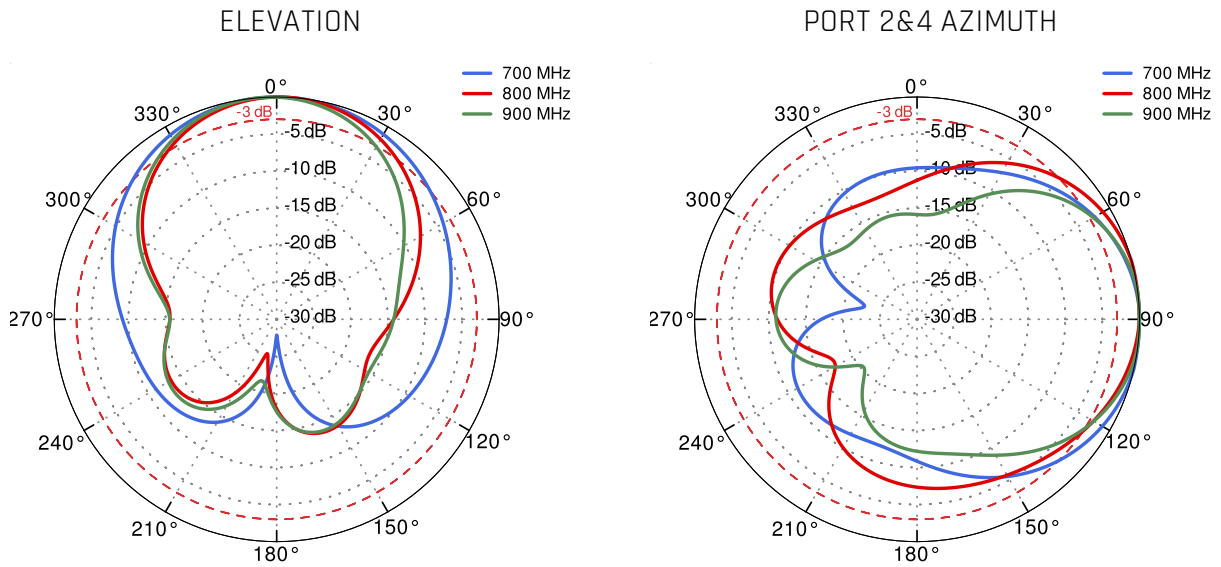 ELEVATION
700 MHz
800 MHz
900 MHz
0°
30°
60°
90°
120°
150°
180°
210°
240°
270°
300°
330°
-3 dB
-5 dB
-10 dB
-15 dB
-20 dB
-25 dB
-30 dB
PORT 2&4 AZIMUTH
700 MHz
800 MHz
900 MHz
0°
30°
60°
90°
120°
150°
180°
210°
240°
270°
300°
330°
-3 dB
-5 dB
-10 dB
-15 dB
-20 dB
-25 dB
-30 dB